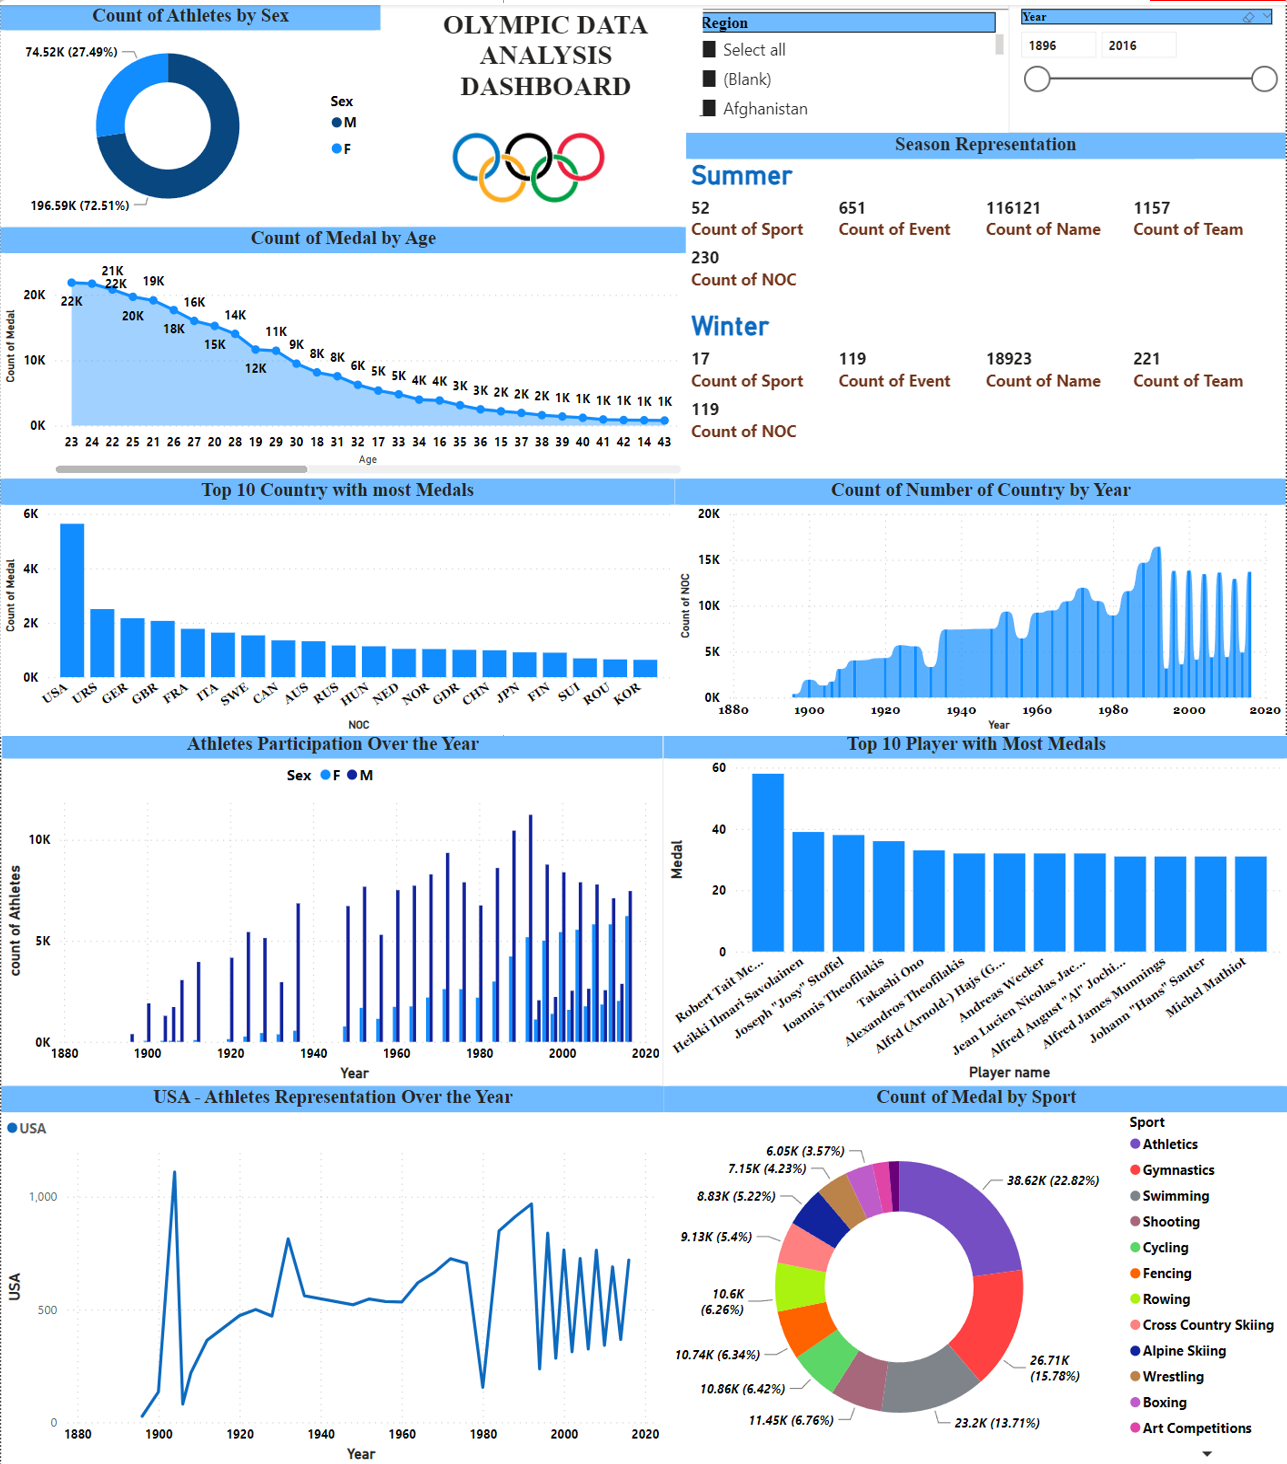 Count of Athletes by Sex
74.52K (27.49%)
196.59K (72.51%)
Sex
M
F
OLYMPIC DATA
ANALYSIS
DASHBOARD
Region
Select all
(Blank)
Afghanistan
Year
1896 2016
Season Representation
Summer
52 651 116121 1157
Count of Sport Count of Event Count of Name Count of Team
230
Count of NOC
Winter
17 119 18923 221
Count of Sport Count of Event Count of Name Count of Team
119
Count of NOC
Count of Medal by Age
Count of Medal
20K
10K
0K
22K 22K 21K 20K 19K 18K 16K 15K 14K 12K 11K 9K 8K 8K 6K 5K 5K 4K 4K 3K 3K 2K 2K 2K 1K 1K 1K 1K 1K 1K
23 24 22 25 21 26 27 20 28 19 29 30 18 31 32 17 33 34 16 35 36 15 37 38 39 40 41 42 14 43
Age
Top 10 Country with most Medals
Count of Medal
6K
4K
2K
0K
USA URS GER GBR FRA ITA SWE CAN AUS RUS HUN NED NOR GDR CHN JPN FIN SUI ROU KOR
NOC
Count of Number of Country by Year
Count of NOC
20K
15K
10K
5K
0K
1880 1900 1920 1940 1960 1980 2000 2020
Year
Athletes Participation Over the Year
Sex F M
count of Athletes
10K
5K
0K
1880 1900 1920 1940 1960 1980 2000 2020
Year
Top 10 Player with Most Medals
Medal
60
40
20
0
Robert Tait Mc...
Heikki Ilmari Savolainen
Joseph "Josy" Stoffel
Ioannis Theofilakis
Takashi Ono
Alexandros Theofilakis
Alfrd (Arnold-) Hajs (G...
Andreas Wecker
Jean Lucien Nicolas Jac...
Alfred August "Al" Jochi...
Alfred James Munnings
Johann "Hans" Sauter
Michel Mathiot
Player name
USA - Athletes Representation Over the Year
USA
USA
1,000
500
0
1880 1900 1920 1940 1960 1980 2000 2020
Year
Count of Medal by Sport
38.62K (22.82%)
26.71K
(15.78%)
23.2K (13.71%)
11.45K (6.76%)
10.86K (6.42%)
10.74K (6.34%)
10.6K
(6.26%)
9.13K (5.4%)
8.83K (5.22%)
7.15K (4.23%)
6.05K (3.57%)
Sport
Athletics
Gymnastics
Swimming
Shooting
Cycling
Fencing
Rowing
Cross Country Skiing
Alpine Skiing
Wrestling
Boxing
Art Competitions